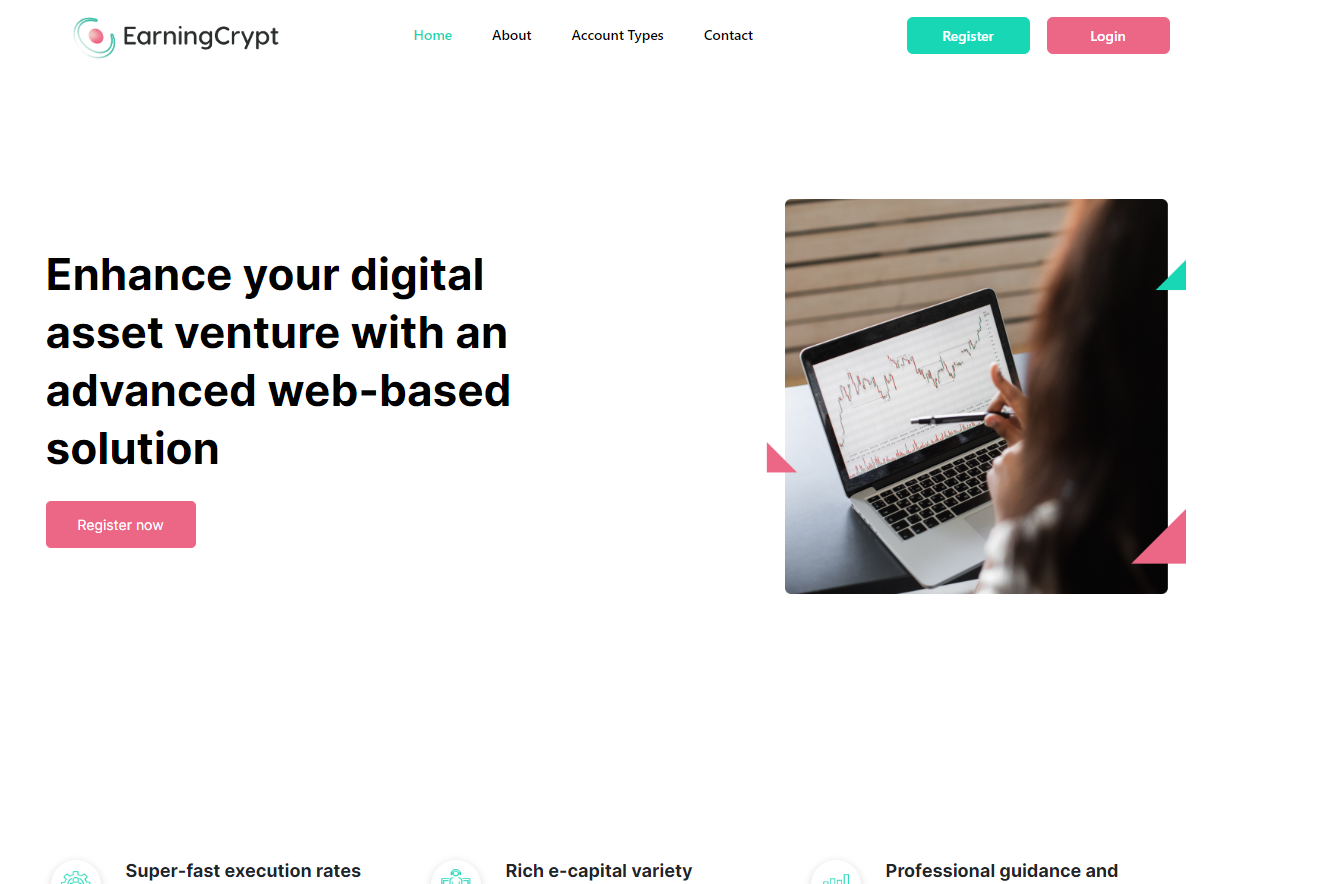 EarningCrypt
Home
About
Account Types
Contact
Register
Login
Enhance your digital
asset venture with an
advanced web-based
solution
Register now
Super-fast execution rates
Rich e-capital variety
Professional guidance and